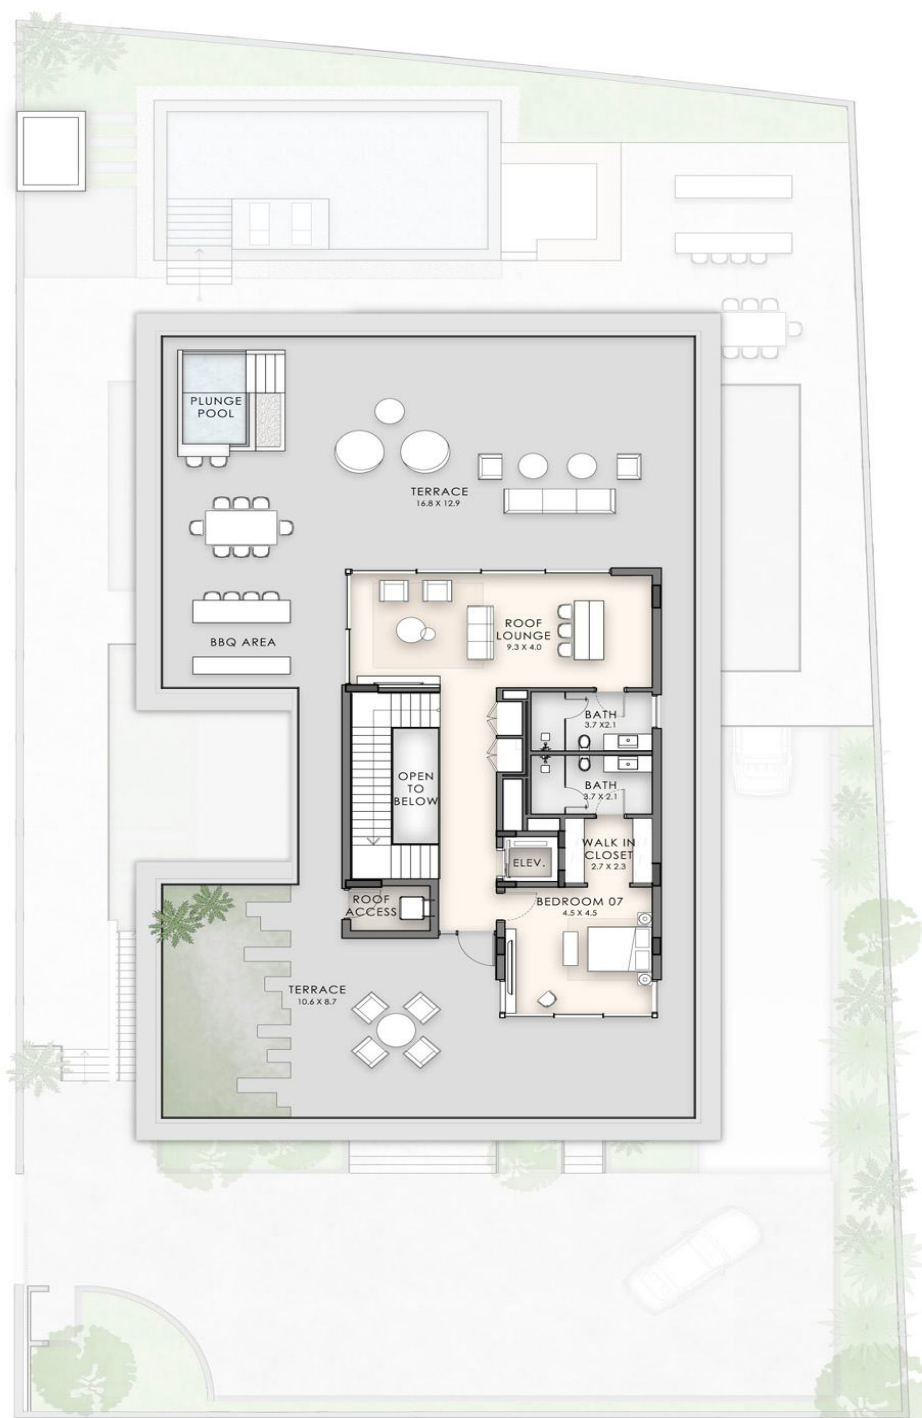 PLUNGE
POOL
TERRACE
16.8 X 12.9
BBQ AREA
ROOF
LOUNGE
9.3 X 4.0
BATH
3.7 X2.1
OPEN
TO
BELOW
BATH
3.7 X 2.1
WALK IN
CLOSET
2.7 X 2.3
ELEV.
ROOF
ACCESS
BEDROOM 07
4.5 X 4.5
TERRACE
10.6 X 8.7